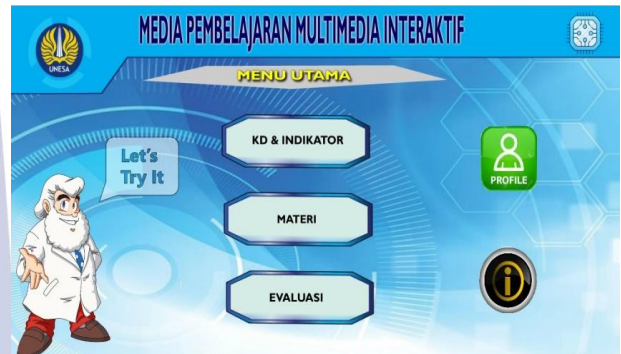 MEDIA PEMBELAJARAN MULTIMEDIA INTERAKTIF
UNESA
MENU UTAMA
KD & INDIKATOR
Let's
Try It
PROFILE
MATERI
EVALUASI
i